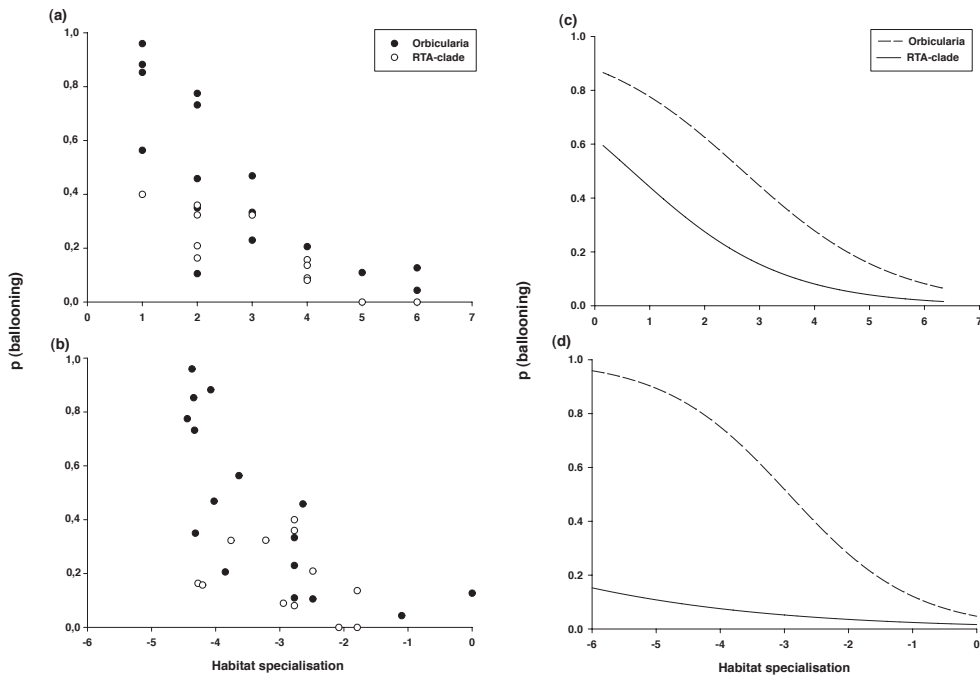 (a)
1,0
0,8
0,6
0,4
0,2
0,0
0 1 2 3 4 5 6 7
Orbicularia
RTA-clade
p (ballooning)
(b)
1,0
0,8
0,6
0,4
0,2
0,0
-6 -5 -4 -3 -2 -1 0
Habitat specialisation
(c)
1.0
0.8
0.6
0.4
0.2
0.0
0 1 2 3 4 5 6 7
Orbicularia
RTA-clade
p (ballooning)
(d)
1.0
0.8
0.6
0.4
0.2
0.0
-6 -5 -4 -3 -2 -1 0
Habitat specialisation